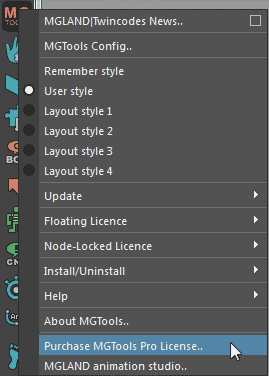 MG
TOO
MGLAND|Twincodes News..
MGTools Config..
Remember style
User style
Layout style 1
Layout style 2
Layout style 3
Layout style 4
Update
Floating Licence
Node-Locked Licence
Install/Uninstall
Help
About MGTools..
Purchase MGTools Pro License..
MGLAND animation studio..